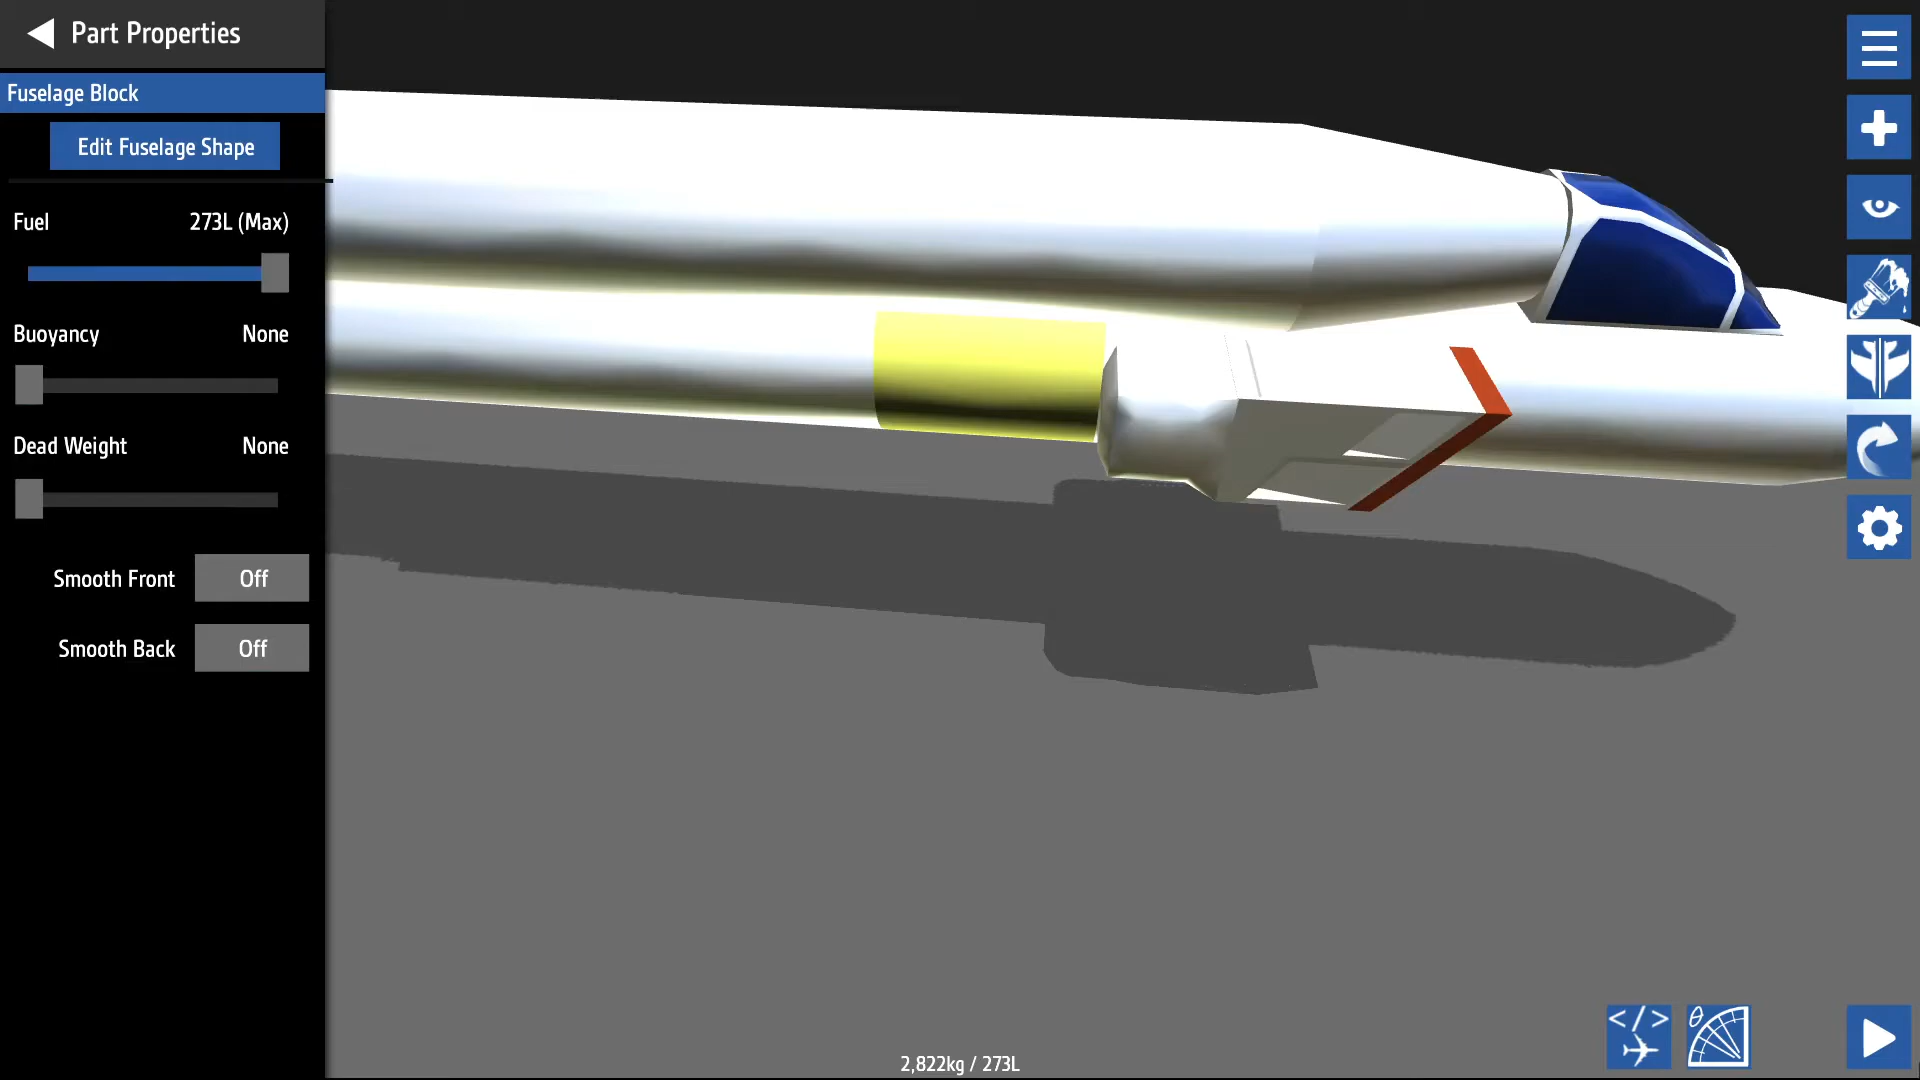 Part Properties
Fuselage Block
Edit Fuselage Shape
Fuel 273L (Max)
Buoyancy None
Dead Weight None
Smooth Front Off
Smooth Back Off
</>
θ
2,822kg / 273L